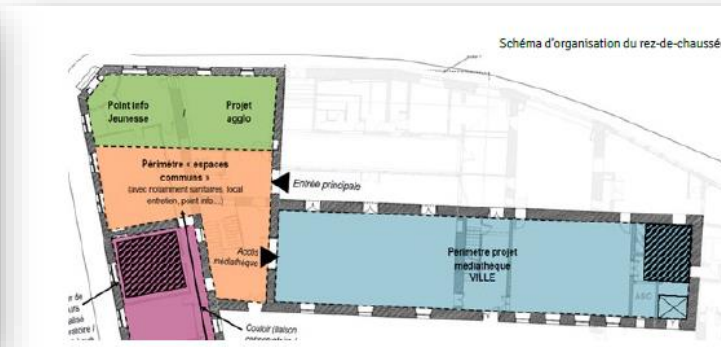 Schéma d'organisation du rez-de-chaussé
Point info
Jeunesse
/
Projet
agglo
Périmètre « espaces
communs »
(avec notamment sanitaires, local
entretien, point info...)
Entrée principale
Accès
médiathèque
Périmètre projet
médiathèque
VILLE
ASC
Couloir (liaison